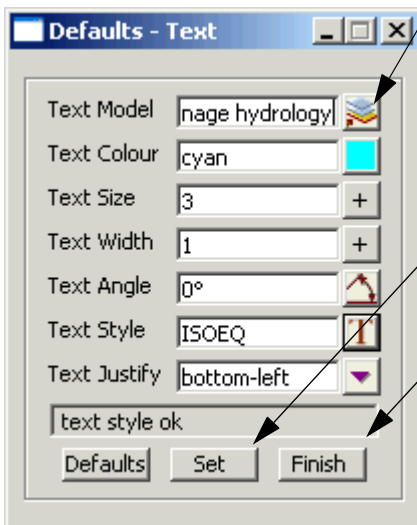 Defaults - Text
Text Model nage hydrology
Text Colour cyan
Text Size 3 +
Text Width 1 +
Text Angle 0°
Text Style ISOEQ T
Text Justify bottom-left
text style ok
Defaults Set Finish